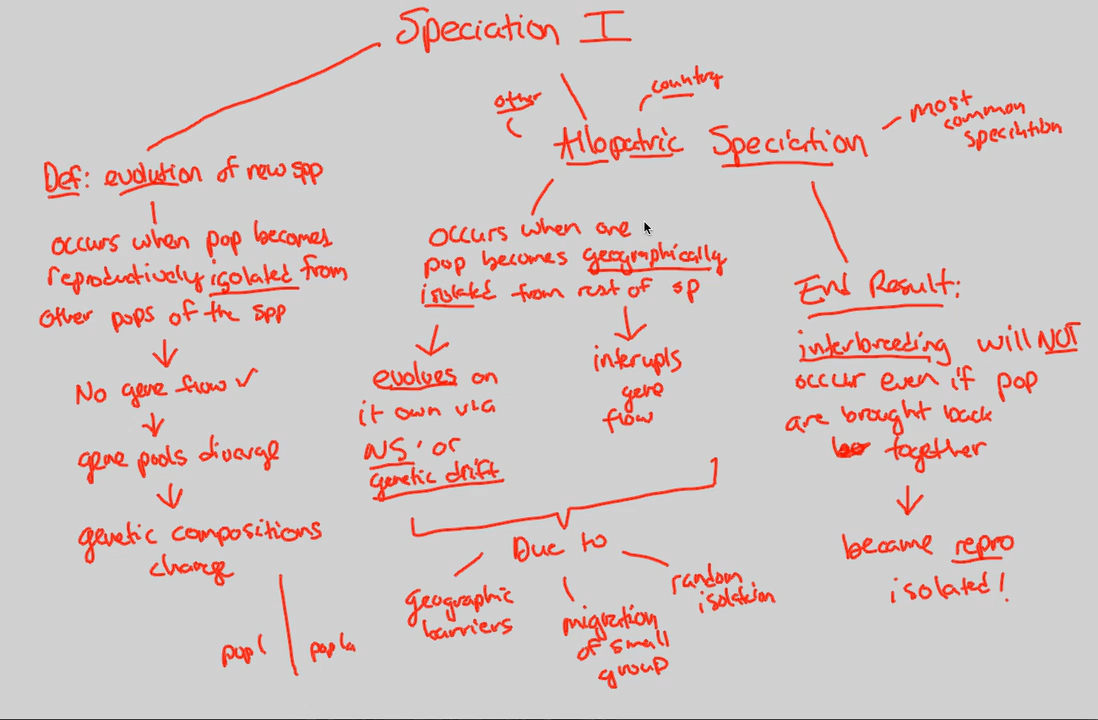 Speciation I
other
country
Allopatric Speciation
most
common
speciation
Def: evolution of new spp
occurs when pop becomes
reproductively isolated from
other pops of the spp
No gene flow ✓
gene pools diverge
genetic compositions
change
pop 1
pop 1a
occurs when one
pop becomes geographically
isolated from rest of sp
evolves on
it own via
NS' or
genetic drift
interupts
gene
flow
Due to
geographic
barriers
migration
of small
group
random
isolation
End Result:
interbreeding will NOT
occur even if pop
are brought back
together
became repro
isolated!